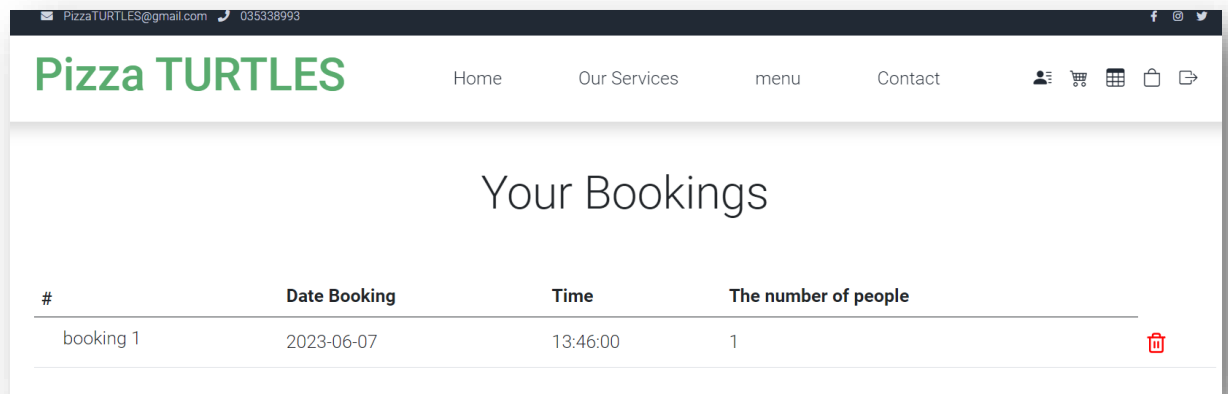 PizzaTURTLES@gmail.com 035338993
Pizza TURTLES Home Our Services menu Contact
Your Bookings
# Date Booking Time The number of people
booking 1 2023-06-07 13:46:00 1